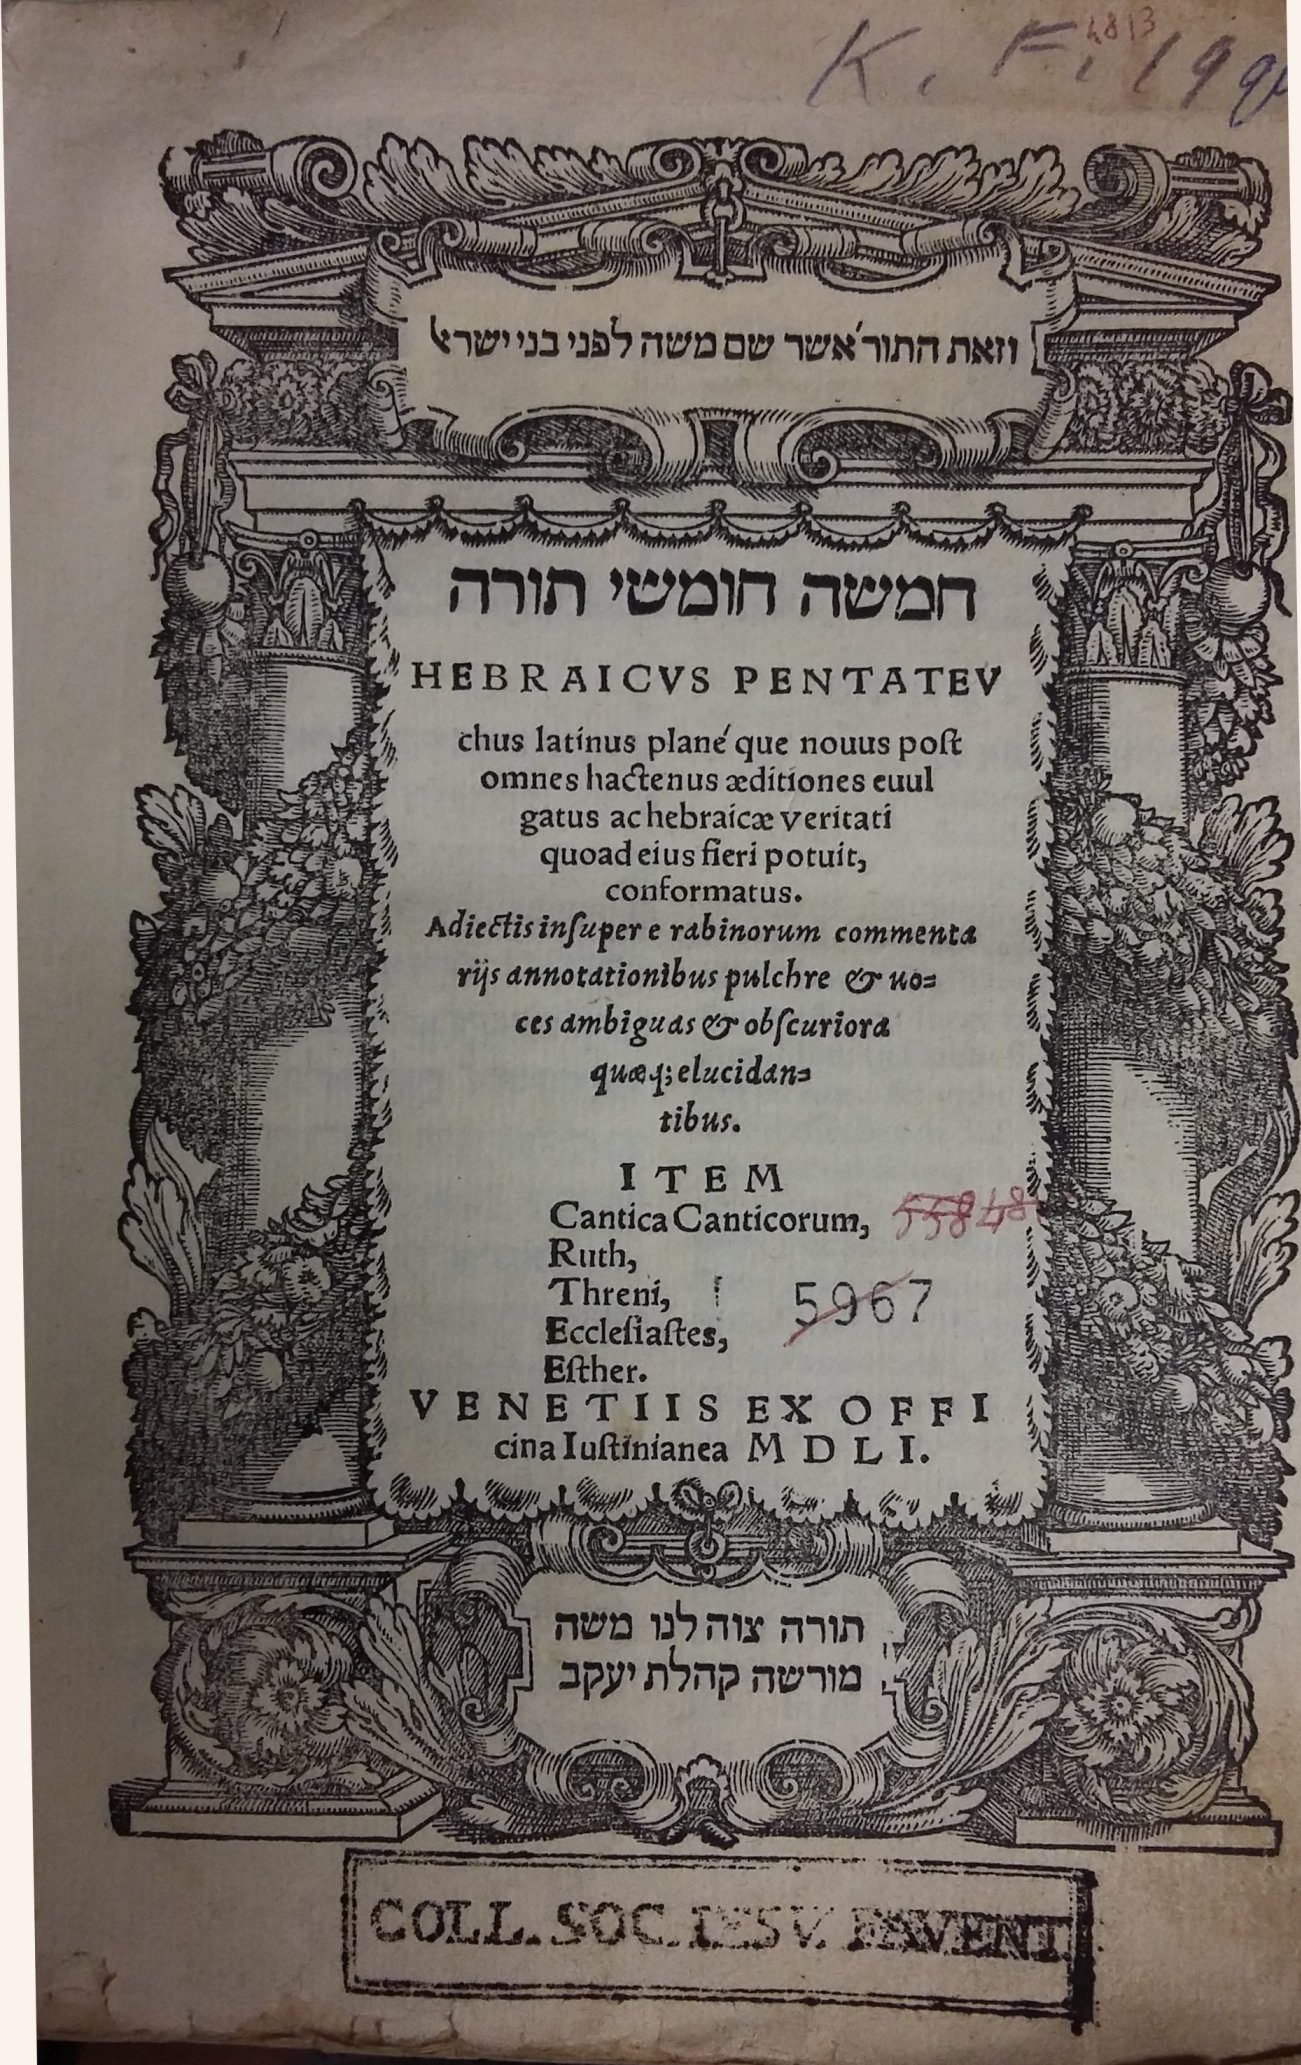 4813
K. F. 199
וזאת התור׳אשר שם משה לפני בני ישרא
חמשה חומשי תורה
HEBRAICVS PENTATEV
chus latinus plané que nouus post
omnes hactenus æditiones euul
gatus ac hebraicæ veritati
quoad eius fieri potuit,
conformatus.
Adiectis insuper e rabinorum commenta
rijs annotationibus pulchre & uo=
ces ambiguas & obscuriora
quæq; elucidan=
tibus.
ITEM
Cantica Canticorum,
Ruth,
Threni,
5967
Ecclesiastes,
Esther.
VENETIIS EX OFFI
cina Iustinianea MDLI.
תורה צוה לנו משה
מורשה קהלת יעקב
COLL. SOC. IESV. FAVENT